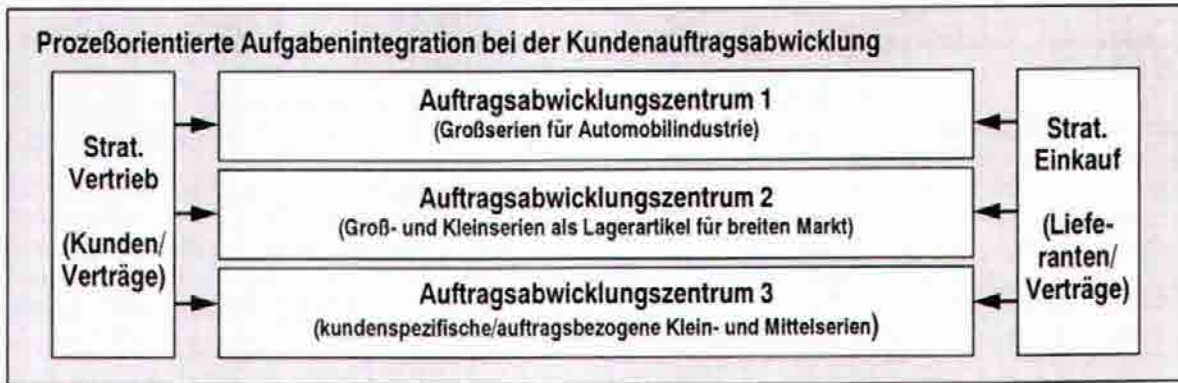 Prozeßorientierte Aufgabenintegration bei der Kundenauftragsabwicklung
Strat.
Vertrieb
(Kunden/
Verträge)
Auftragsabwicklungszentrum 1
(Großserien für Automobilindustrie)
Auftragsabwicklungszentrum 2
(Groß- und Kleinserien als Lagerartikel für breiten Markt)
Auftragsabwicklungszentrum 3
(kundenspezifische/auftragsbezogene Klein- und Mittelserien)
Strat.
Einkauf
(Liefe-
ranten/
Verträge)